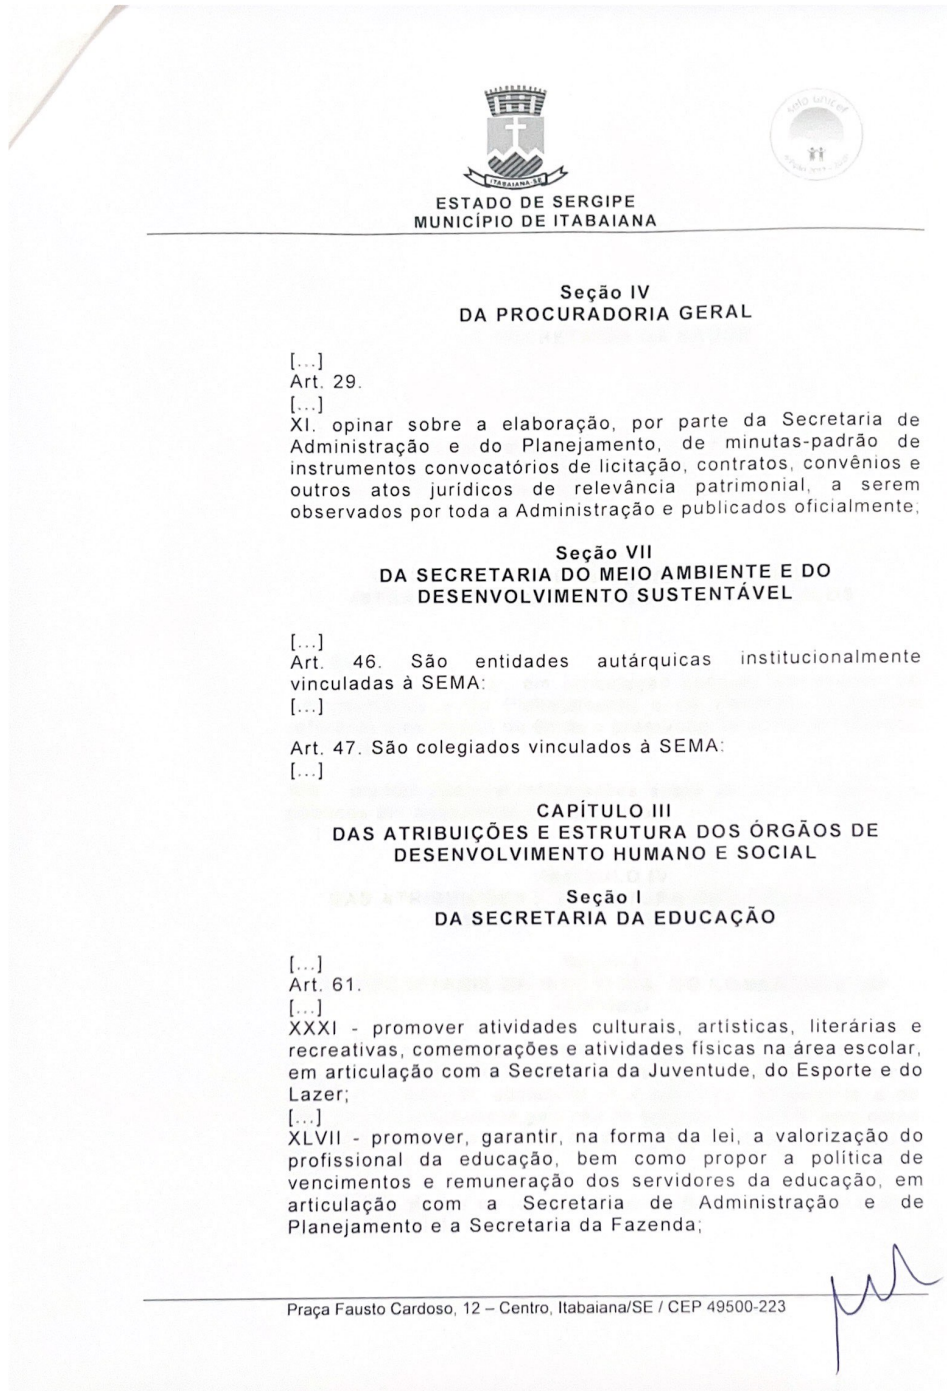 selo unicef
ITABAIANA-SE
ESTADO DE SERGIPE
MUNICÍPIO DE ITABAIANA
Seção IV
DA PROCURADORIA GERAL
[...]
Art. 29.
[...]
XI. opinar sobre a elaboração, por parte da Secretaria de
Administração e do Planejamento, de minutas-padrão de
instrumentos convocatórios de licitação, contratos, convênios e
outros atos jurídicos de relevância patrimonial, a serem
observados por toda a Administração e publicados oficialmente;
Seção VII
DA SECRETARIA DO MEIO AMBIENTE E DO
DESENVOLVIMENTO SUSTENTÁVEL
[...]
Art. 46. São entidades autárquicas institucionalmente
vinculadas à SEMA:
[...]
Art. 47. São colegiados vinculados à SEMA:
[...]
CAPÍTULO III
DAS ATRIBUIÇÕES E ESTRUTURA DOS ÓRGÃOS DE
DESENVOLVIMENTO HUMANO E SOCIAL
Seção I
DA SECRETARIA DA EDUCAÇÃO
[...]
Art. 61.
[...]
XXXI - promover atividades culturais, artísticas, literárias e
recreativas, comemorações e atividades físicas na área escolar,
em articulação com a Secretaria da Juventude, do Esporte e do
Lazer;
[...]
XLVII - promover, garantir, na forma da lei, a valorização do
profissional da educação, bem como propor a política de
vencimentos e remuneração dos servidores da educação, em
articulação com a Secretaria de Administração e de
Planejamento e a Secretaria da Fazenda;
Praça Fausto Cardoso, 12 – Centro, Itabaiana/SE / CEP 49500-223